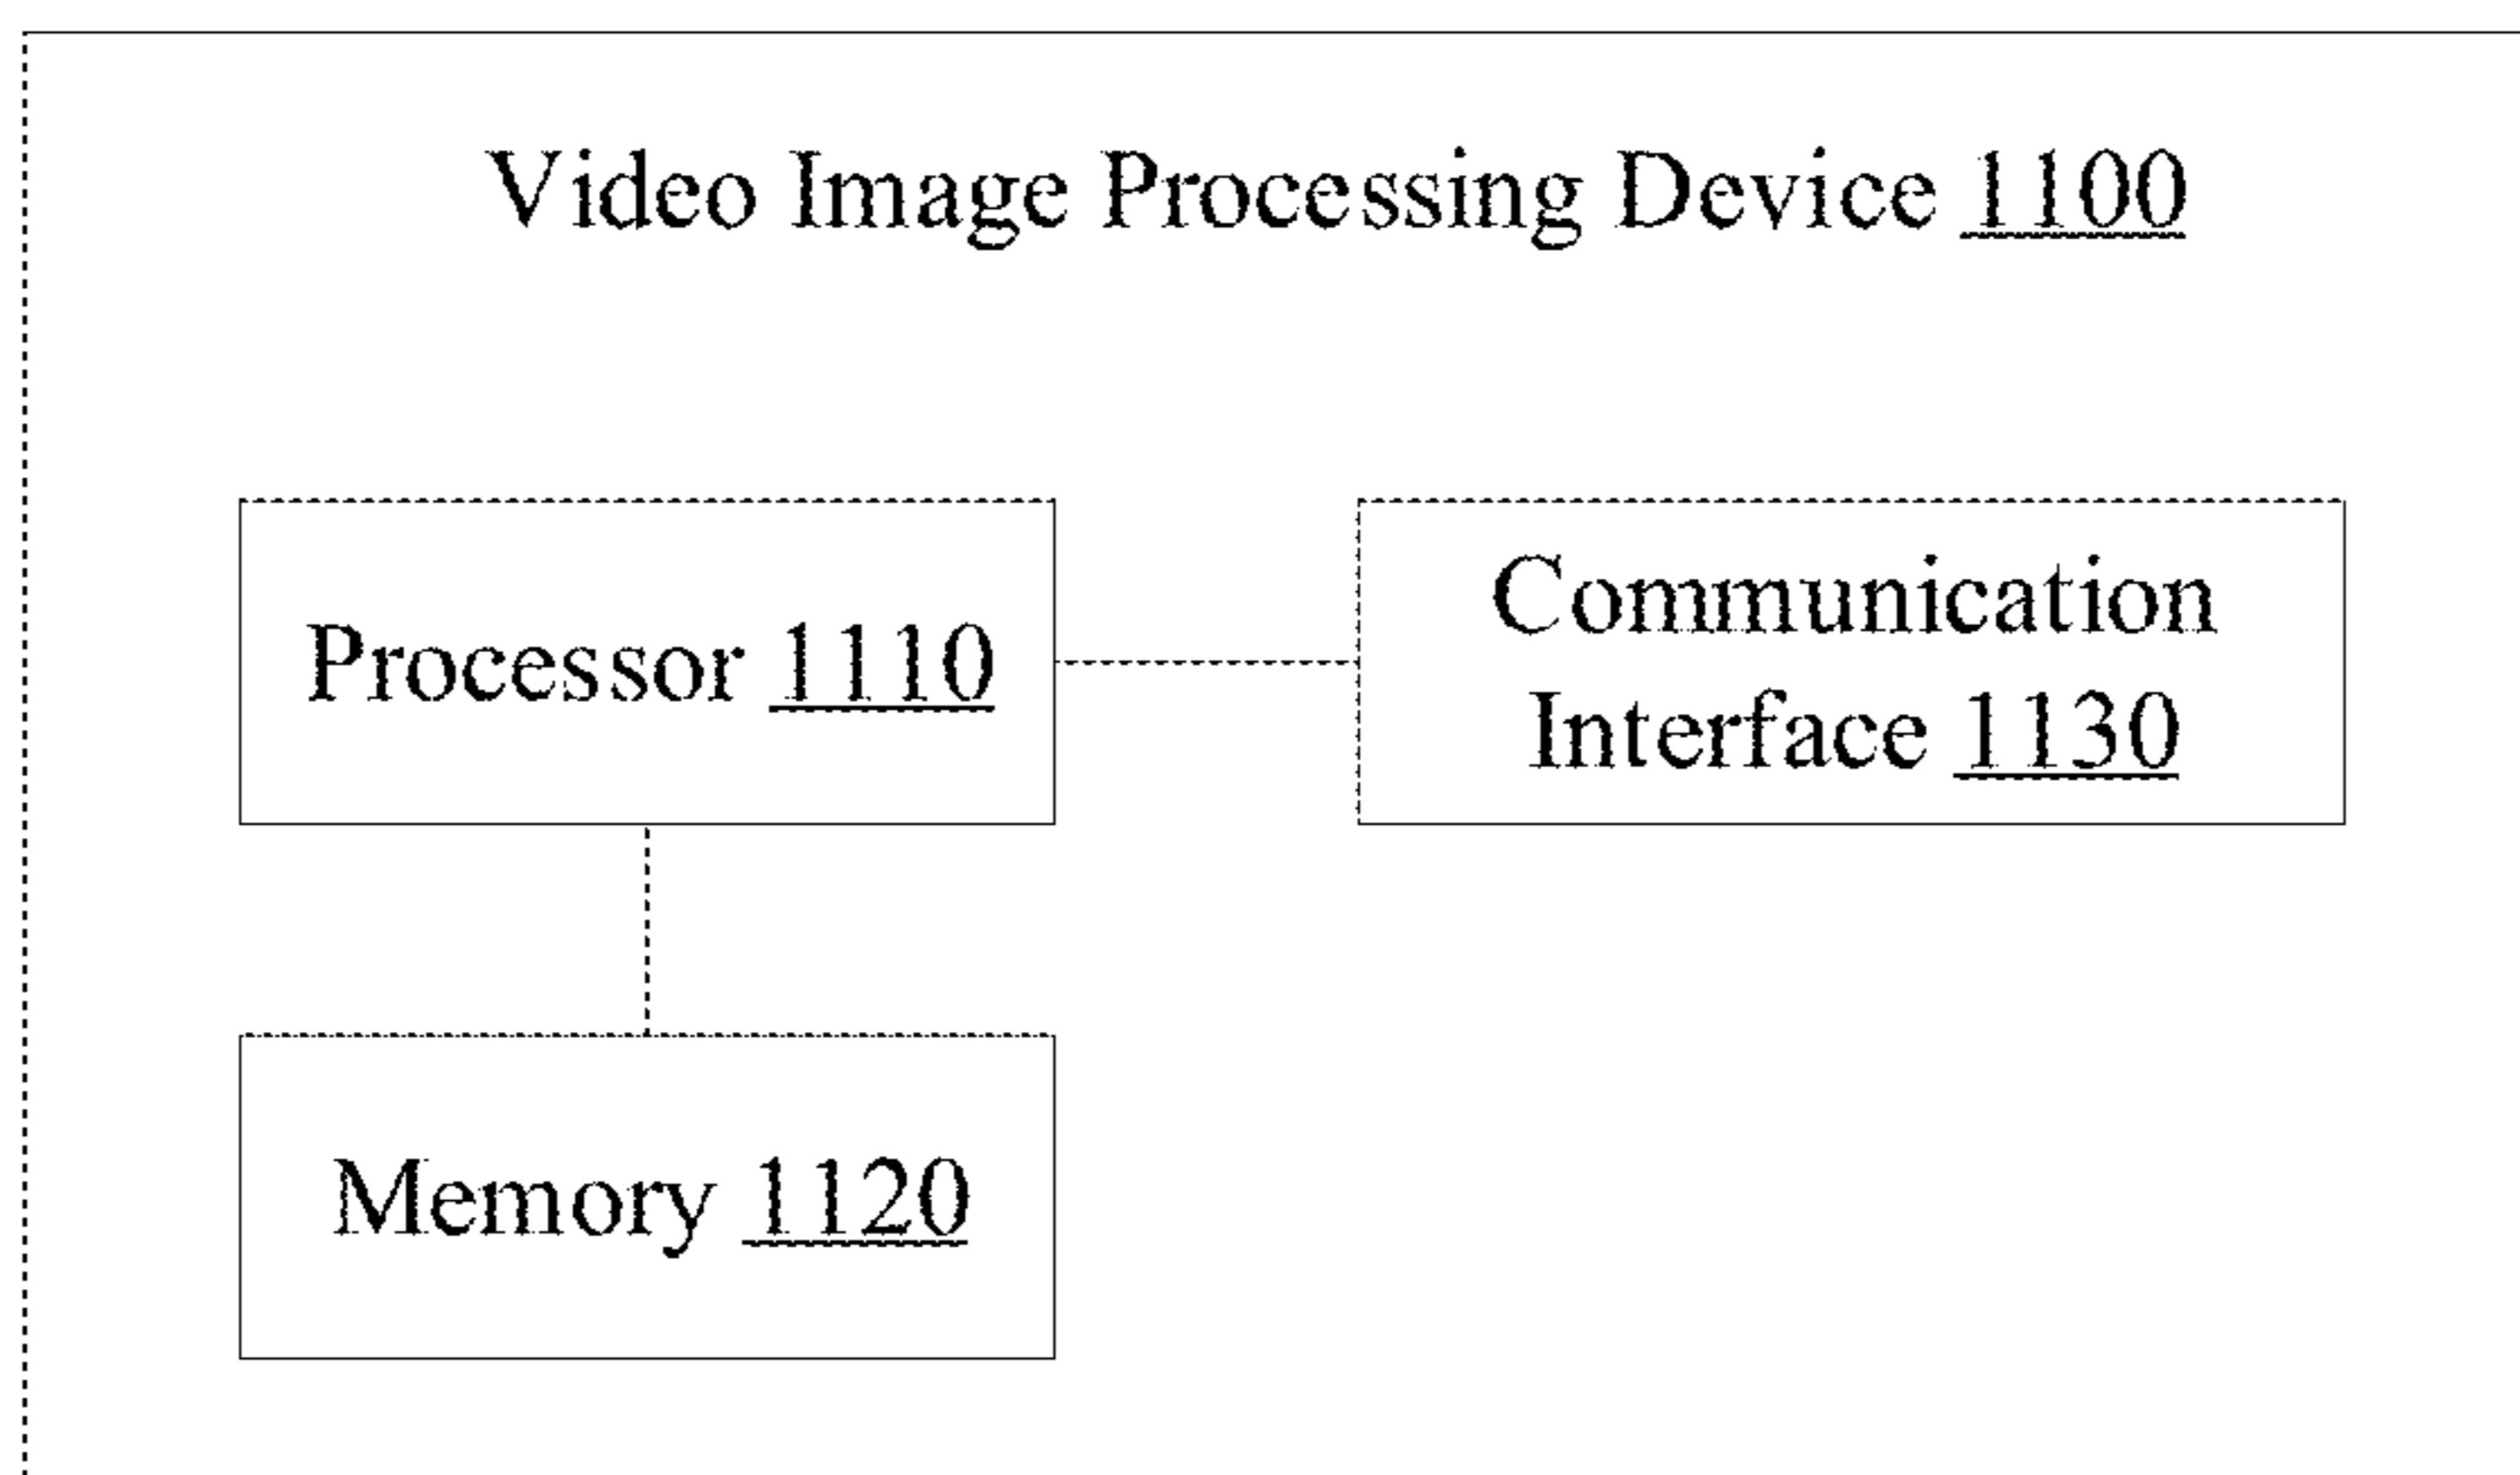 Video Image Processing Device 1100
Processor 1110
Communication
Interface 1130
Memory 1120